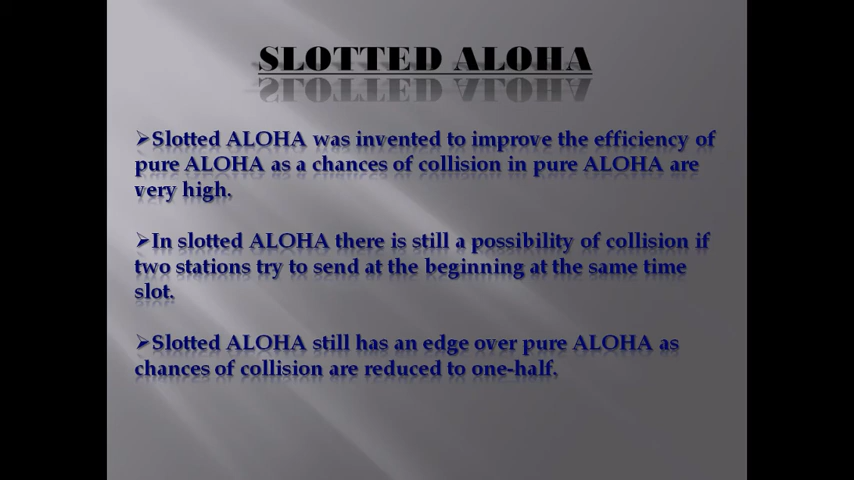 SLOTTED ALOHA
➢Slotted ALOHA was invented to improve the efficiency of
pure ALOHA as a chances of collision in pure ALOHA are
very high.
➢In slotted ALOHA there is still a possibility of collision if
two stations try to send at the beginning at the same time
slot.
➢Slotted ALOHA still has an edge over pure ALOHA as
chances of collision are reduced to one-half.